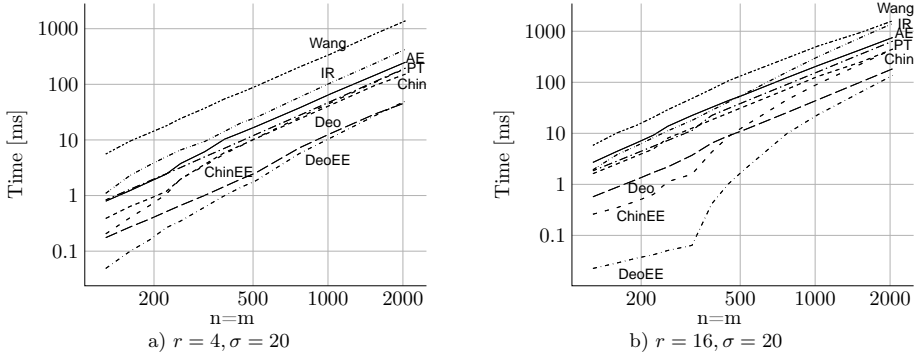 1000
100
10
1
0.1
Time [ms]
Wang
IR
AE
PT
Chin
Deo
DeoEE
ChinEE
200
500
1000
2000
n=m
a) r = 4, σ = 20
1000
100
10
1
0.1
Time [ms]
Wang
IR
AE
PT
Chin
Deo
ChinEE
DeoEE
200
500
1000
2000
n=m
b) r = 16, σ = 20